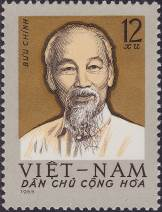 BƯU CHÍNH
12
XU
VIỆT-NAM
DÂN CHỦ CỘNG HÒA